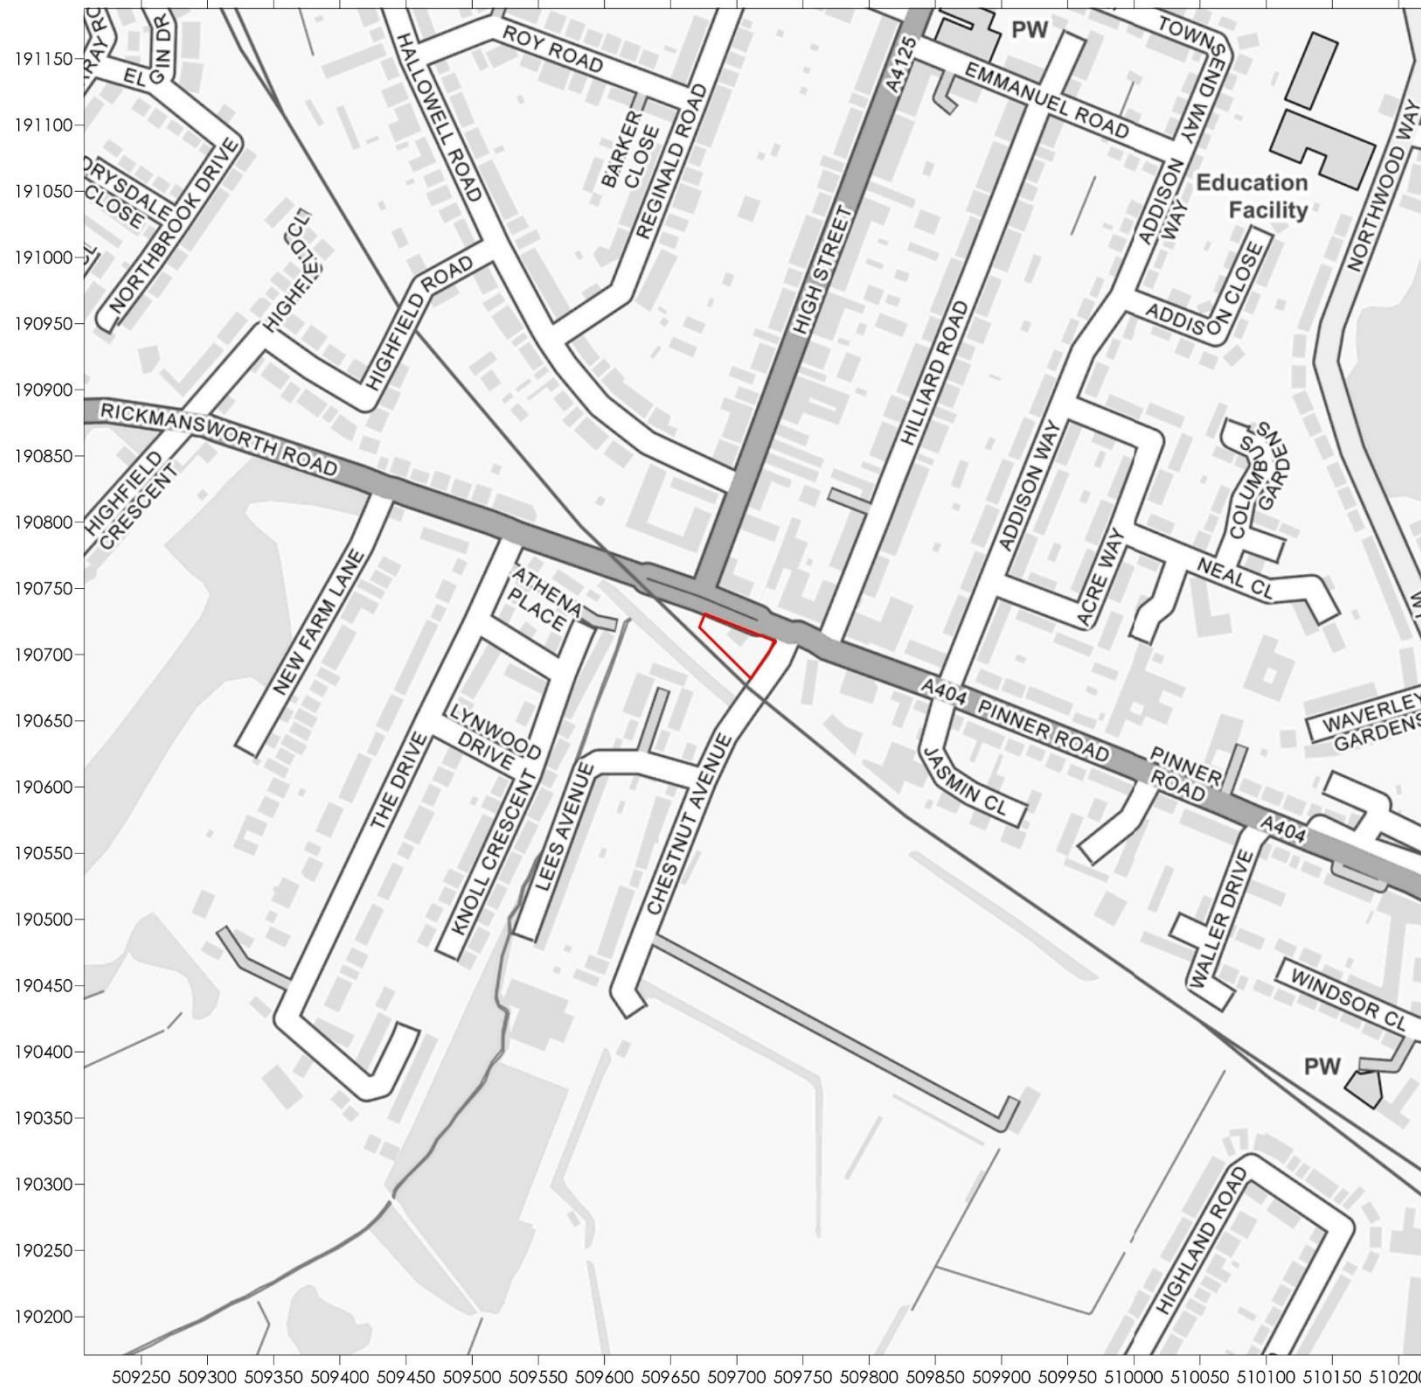 191150
191100
191050
191000
190950
190900
190850
190800
190750
190700
190650
190600
190550
190500
190450
190400
190350
190300
190250
190200
509250
509300
509350
509400
509450
509500
509550
509600
509650
509700
509750
509800
509850
509900
509950
510000
510050
510100
510150
510200
ELGIN DR
DRYSDALE
CLOSE
NORTHBROOK DRIVE
HIGHFIELD CL
HIGHFIELD ROAD
HALLOWELL ROAD
ROY ROAD
BARKER
CLOSE
REGINALD ROAD
A4125
HIGH STREET
PW
EMMANUEL ROAD
TOWNSEND WAY
HILLIARD ROAD
ADDISON
WAY
Education
Facility
NORTHWOOD WAY
ADDISON CLOSE
RICKMANSWORTH ROAD
HIGHFIELD
CRESCENT
ADDISON WAY
ACRE WAY
COLUMBUS
GARDENS
NEAL CL
NEW FARM LANE
ATHENA
PLACE
LYNWOOD
DRIVE
THE DRIVE
KNOLL CRESCENT
LEES AVENUE
CHESTNUT AVENUE
A404
PINNER ROAD
JASMIN CL
PINNER
ROAD
A404
WAVERLEY
GARDENS
WALLER DRIVE
WINDSOR CL
PW
HIGHLAND ROAD